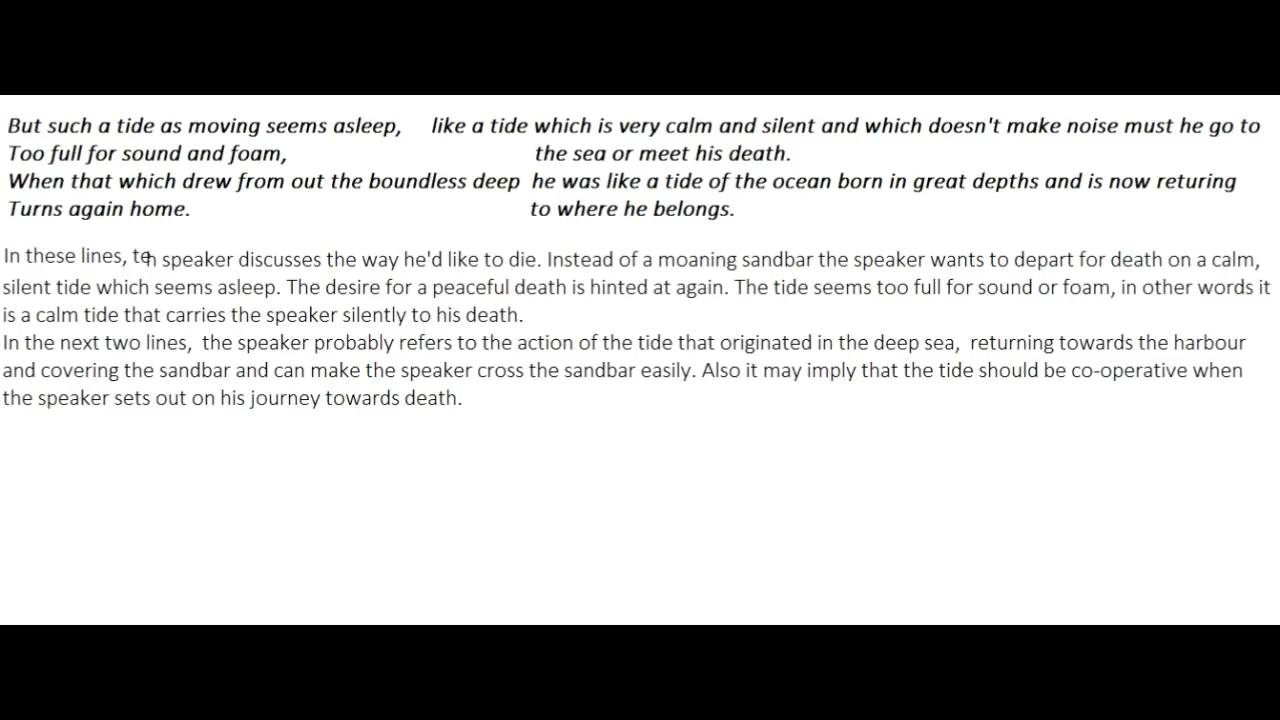 But such a tide as moving seems asleep, like a tide which is very calm and silent and which doesn't make noise must he go to
Too full for sound and foam, the sea or meet his death.
When that which drew from out the boundless deep he was like a tide of the ocean born in great depths and is now returing
Turns again home. to where he belongs.
In these lines, speaker discusses the way he'd like to die. Instead of a moaning sandbar the speaker wants to depart for death on a calm,
silent tide which seems asleep. The desire for a peaceful death is hinted at again. The tide seems too full for sound or foam, in other words it
is a calm tide that carries the speaker silently to his death.
In the next two lines, the speaker probably refers to the action of the tide that originated in the deep sea, returning towards the harbour
and covering the sandbar and can make the speaker cross the sandbar easily. Also it may imply that the tide should be co-operative when
the speaker sets out on his journey towards death.